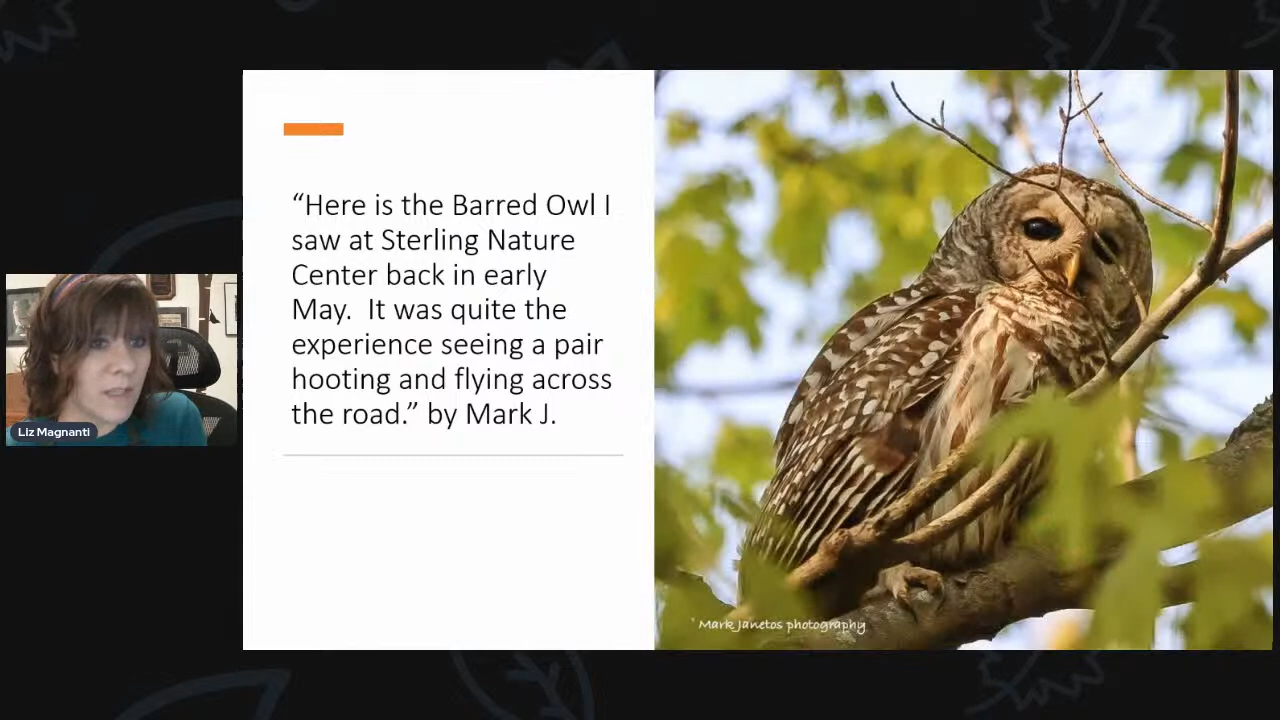 “Here is the Barred Owl I
saw at Sterling Nature
Center back in early
May.  It was quite the
experience seeing a pair
hooting and flying across
the road.” by Mark J.
Liz Magnanti
Mark Janetos photography